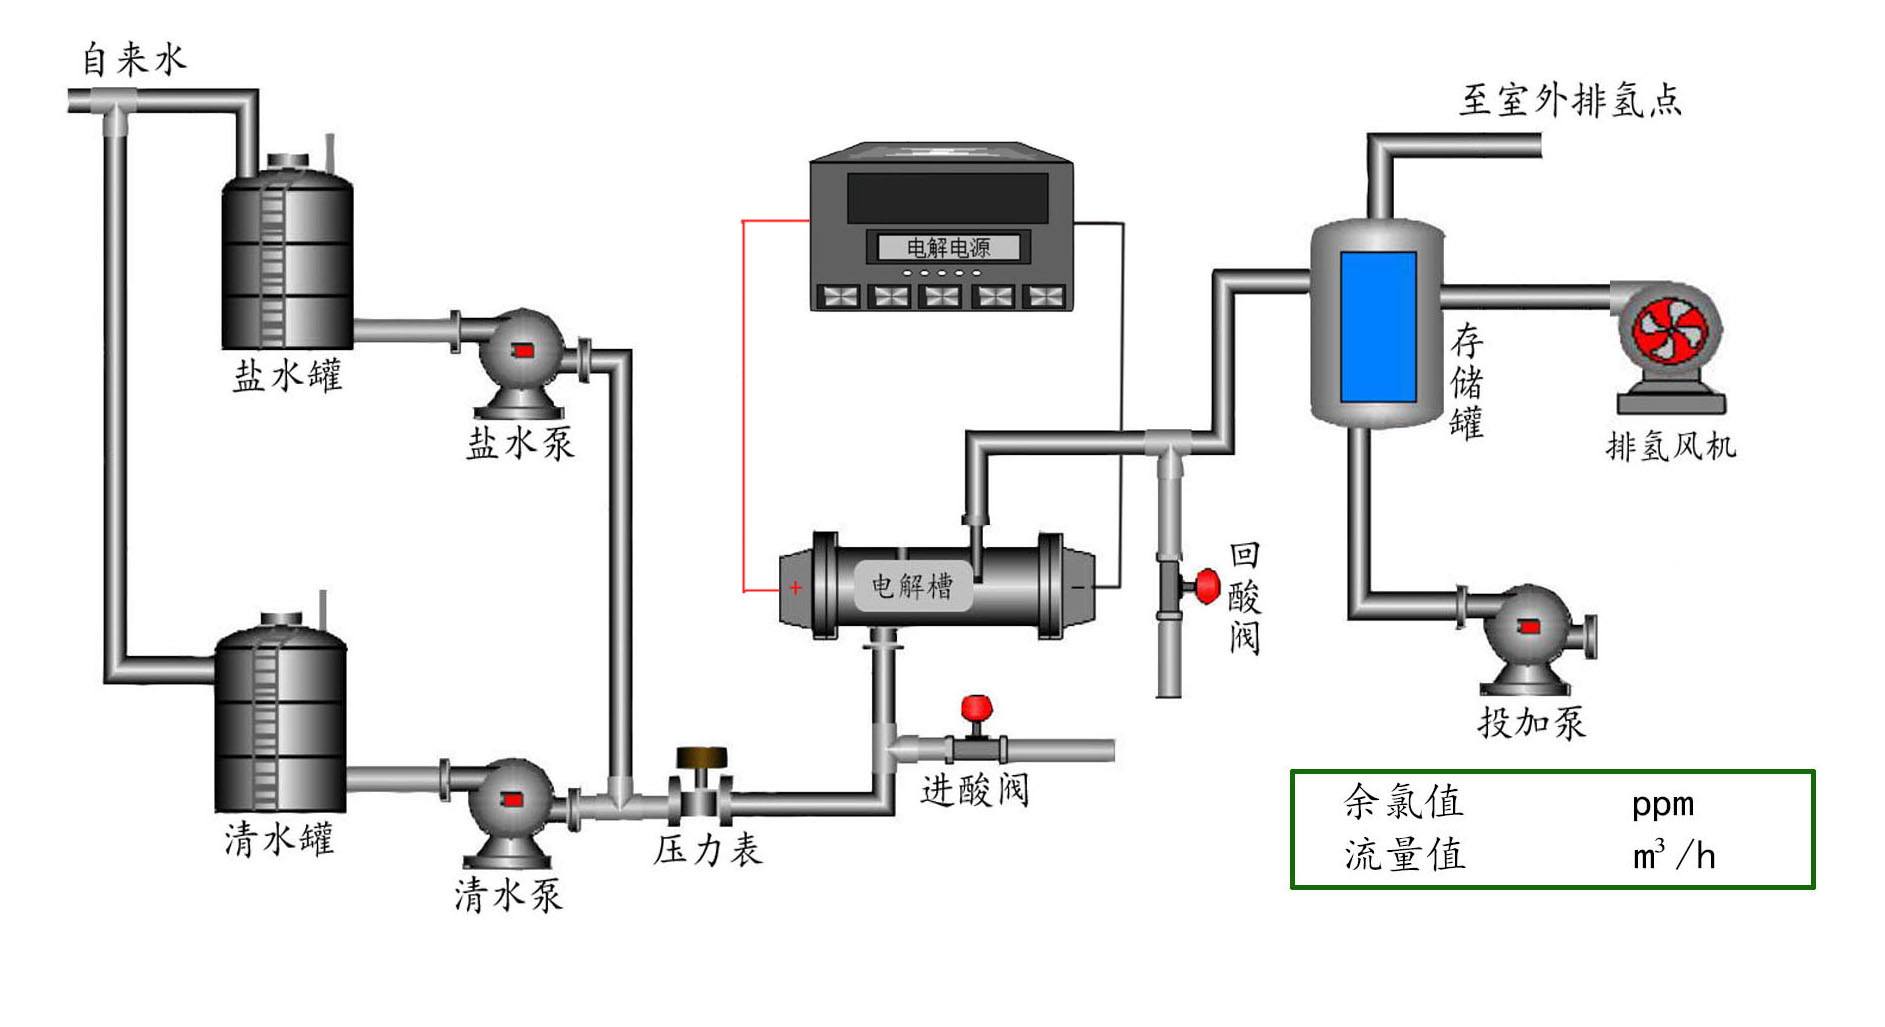 自来水
至室外排氢点
电解电源
盐水罐
盐水泵
存储罐
排氢风机
+
电解槽
−
回酸阀
清水罐
清水泵
压力表
进酸阀
投加泵
余氯值 ppm
流量值 m³/h